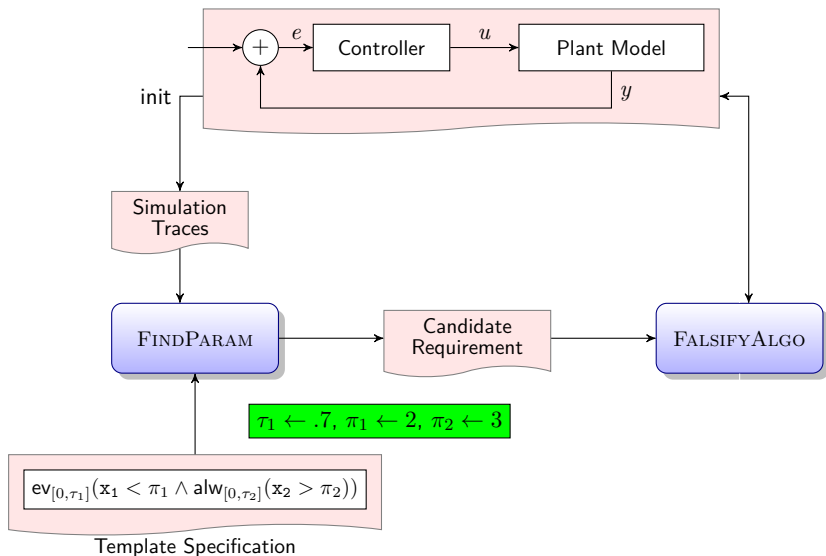 +
e
Controller
u
Plant Model
y
init
Simulation
Traces
FINDPARAM
Candidate
Requirement
FALSIFYALGO
τ₁ ← .7, π₁ ← 2, π₂ ← 3
ev[0,τ₁](x₁ < π₁ ∧ alw[0,τ₂](x₂ > π₂))
Template Specification